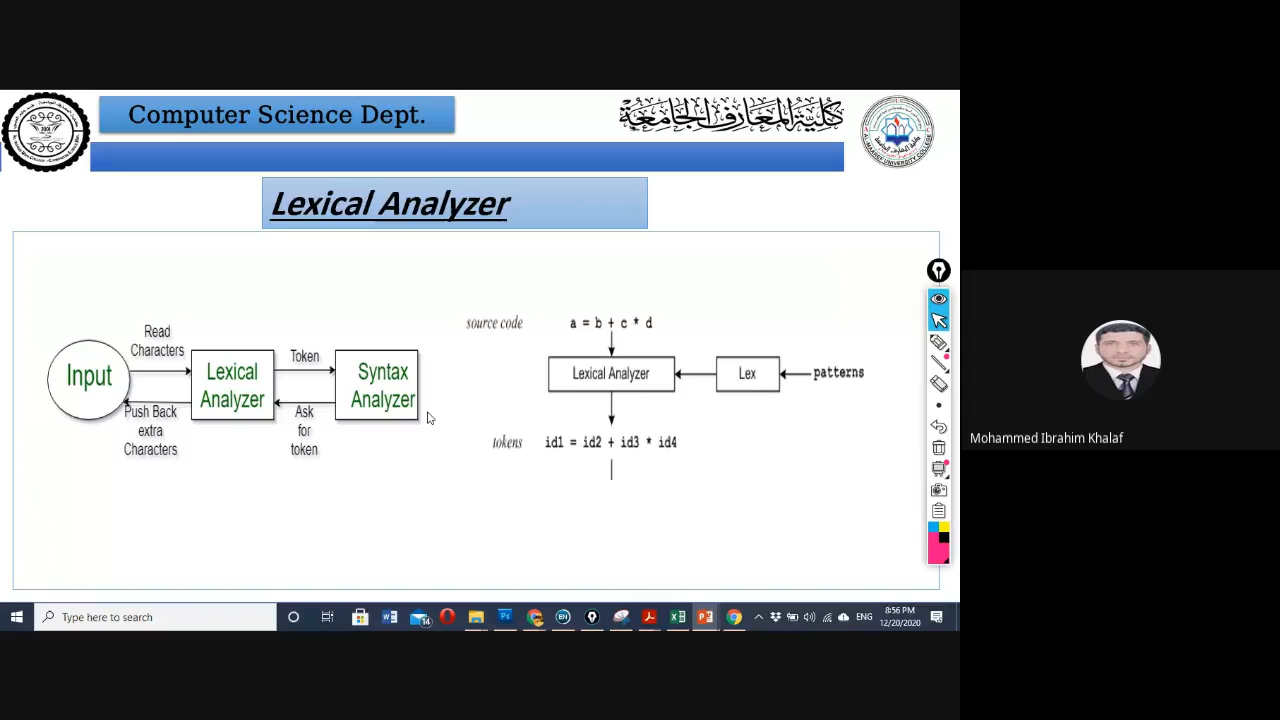 Computer Science Dept.
كلية المعارف الجامعة
Lexical Analyzer
Read
Characters
Input
Lexical
Analyzer
Token
Syntax
Analyzer
Push Back
extra
Characters
Ask
for
token
source code
a = b + c * d
Lexical Analyzer
Lex
patterns
tokens
id1 = id2 + id3 * id4
Mohammed Ibrahim Khalaf
Type here to search
14
ENG
8:56 PM
12/20/2020